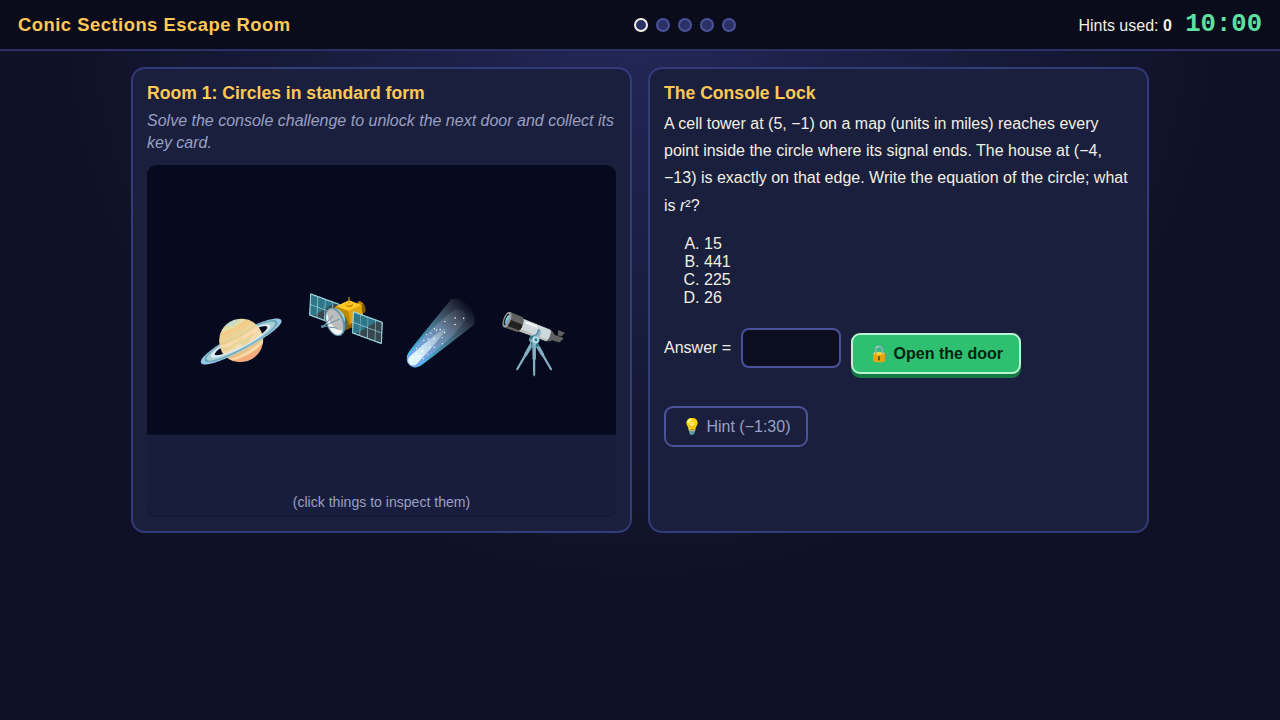 Conic Sections Escape Room
Hints used: 0 10:00
Room 1: Circles in standard form
Solve the console challenge to unlock the next door and collect its
key card.
(click things to inspect them)
The Console Lock
A cell tower at (5, −1) on a map (units in miles) reaches every
point inside the circle where its signal ends. The house at (−4,
−13) is exactly on that edge. Write the equation of the circle; what
is r²?
A. 15
B. 441
C. 225
D. 26
Answer =
🔒 Open the door
💡 Hint (−1:30)